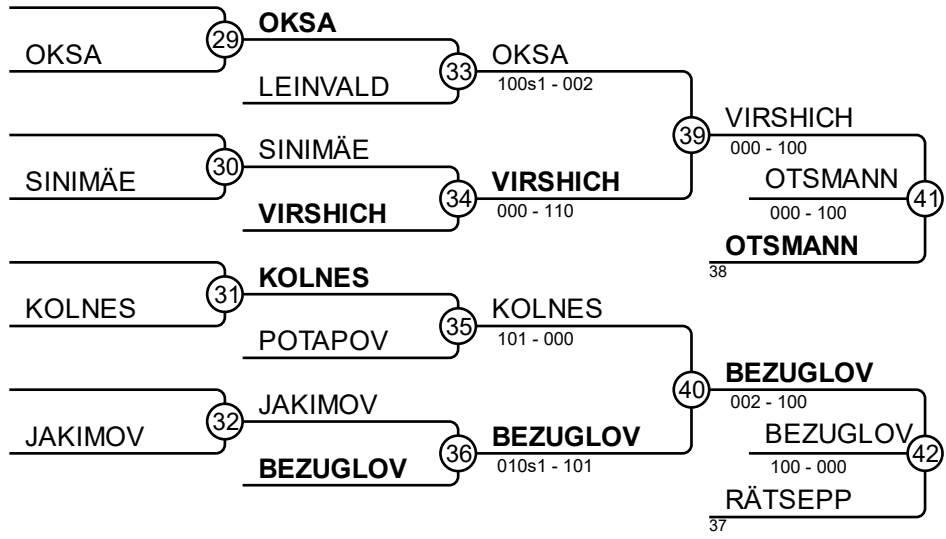 OKSA
29
OKSA
LEINVALD
33
OKSA
100s1 - 002
SINIMÄE
30
SINIMÄE
VIRSHICH
34
VIRSHICH
000 - 110
39
VIRSHICH
000 - 100
OTSMANN
000 - 100
41
OTSMANN
38
KOLNES
31
KOLNES
POTAPOV
35
KOLNES
101 - 000
JAKIMOV
32
JAKIMOV
BEZUGLOV
36
BEZUGLOV
010s1 - 101
40
BEZUGLOV
002 - 100
BEZUGLOV
100 - 000
42
RÄTSEPP
37